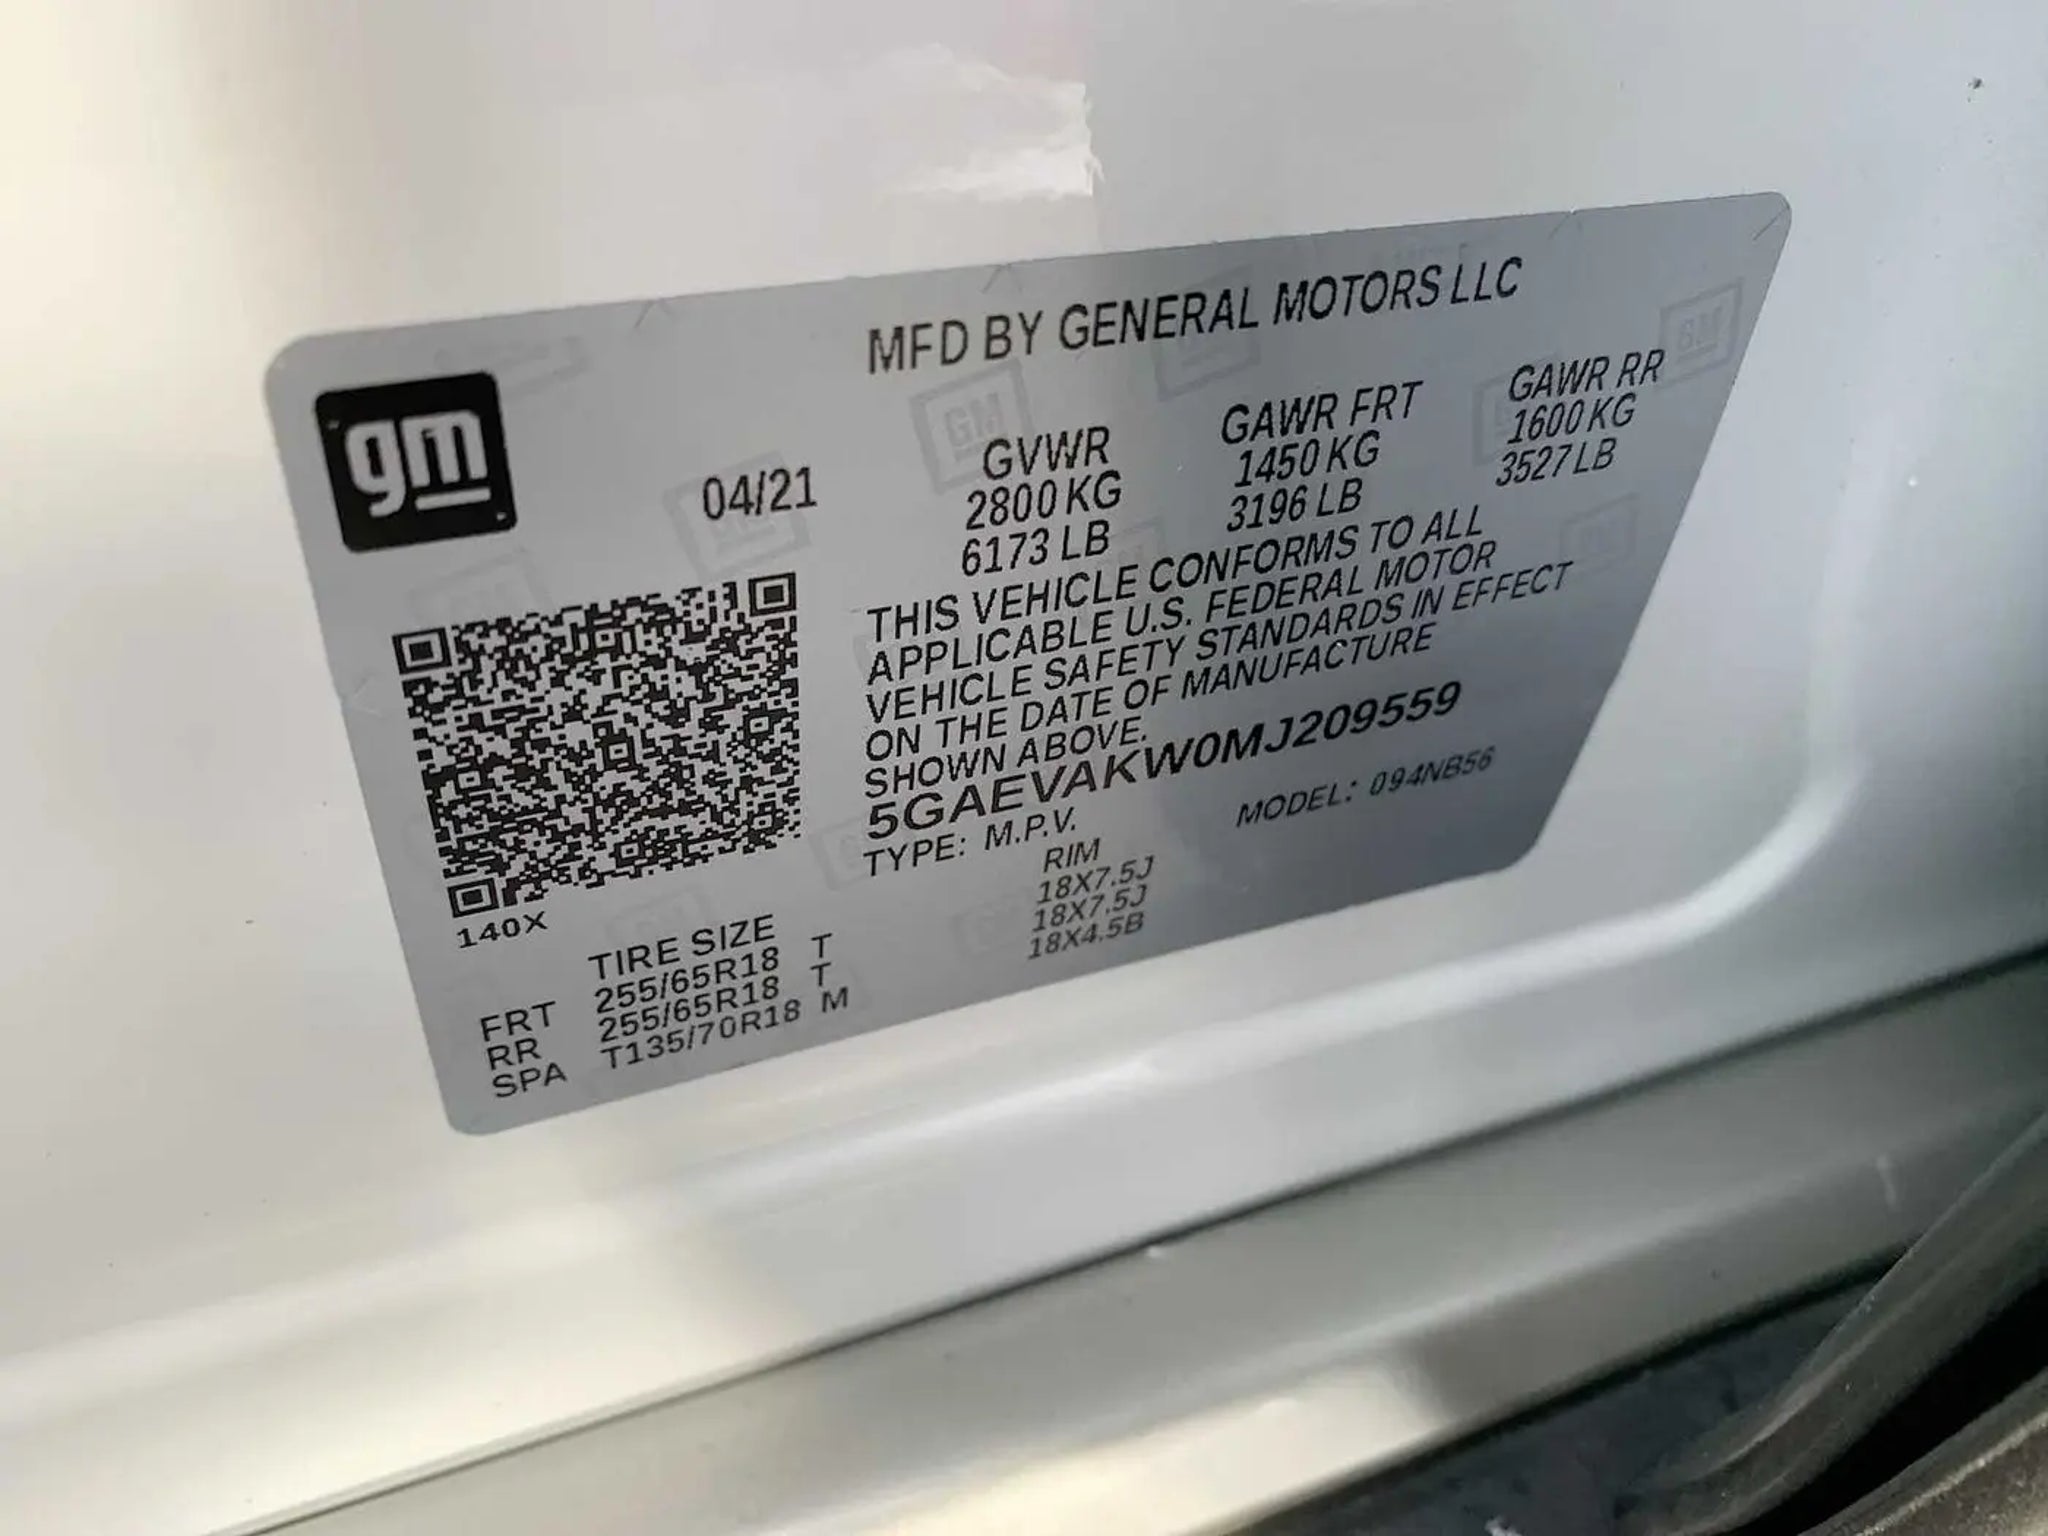 MFD BY GENERAL MOTORS LLC
gm
04/21
GVWR GAWR FRT GAWR RR
2800 KG 1450 KG 1600 KG
6173 LB 3196 LB 3527 LB
THIS VEHICLE CONFORMS TO ALL
APPLICABLE U.S. FEDERAL MOTOR
VEHICLE SAFETY STANDARDS IN EFFECT
ON THE DATE OF MANUFACTURE
SHOWN ABOVE.
5GAEVAKW0MJ209559
TYPE: M.P.V. MODEL: 094NB56
140X
TIRE SIZE RIM
FRT 255/65R18 T 18X7.5J
RR 255/65R18 T 18X7.5J
SPA T135/70R18 M 18X4.5B